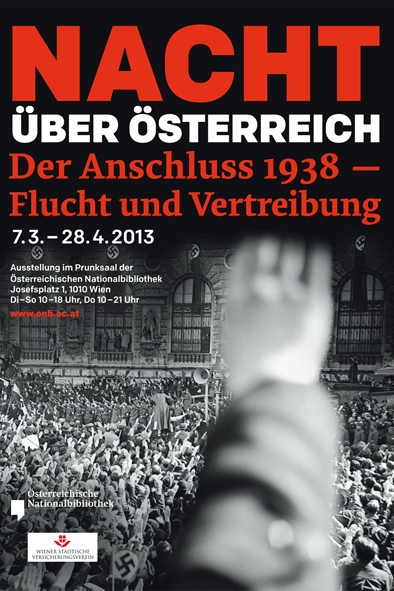 NACHT
ÜBER ÖSTERREICH
Der Anschluss 1938 –
Flucht und Vertreibung
7. 3. – 28. 4. 2013
Ausstellung im Prunksaal der
Österreichischen Nationalbibliothek
Josefsplatz 1, 1010 Wien
Di – So 10 – 18 Uhr, Do 10 – 21 Uhr
www.onb.ac.at
Österreichische
Nationalbibliothek
WIENER STÄDTISCHE
VERSICHERUNGSVEREIN